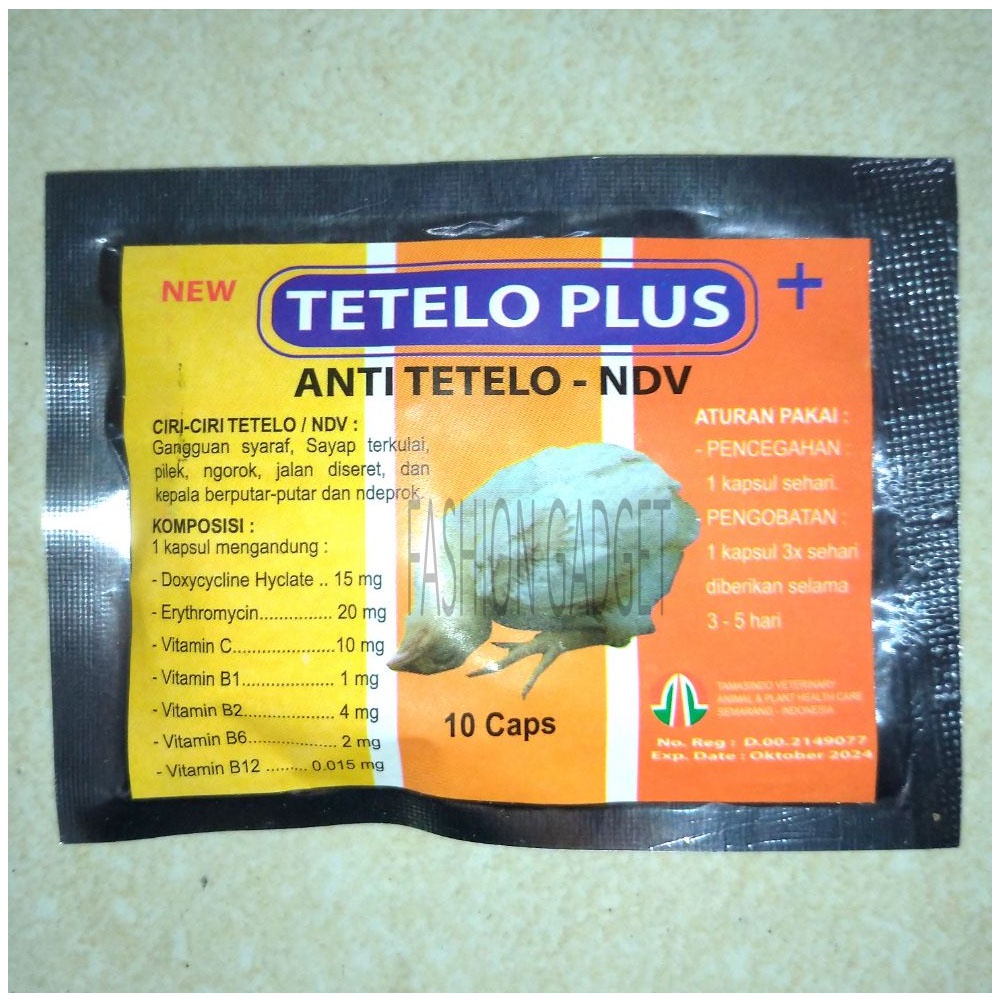 NEW
TETELO PLUS
+
ANTI TETELO - NDV
CIRI-CIRI TETELO / NDV :
Gangguan syaraf, Sayap terkulai,
pilek, ngorok, jalan diseret, dan
kepala berputar-putar dan ndeprok.
KOMPOSISI :
1 kapsul mengandung :
- Doxycycline Hyclate .. 15 mg
- Erythromycin............... 20 mg
- Vitamin C.....................10 mg
- Vitamin B1................... 1 mg
- Vitamin B2................... 4 mg
- Vitamin B6.................. 2 mg
- Vitamin B12 ......... 0.015 mg
FASHION GADGET
10 Caps
ATURAN PAKAI :
- PENCEGAHAN :
1 kapsul sehari.
PENGOBATAN :
1 kapsul 3x sehari
diberikan selama
3 - 5 hari
TAMASINDO VETERINARY
ANIMAL & PLANT HEALTH CARE
SEMARANG - INDONESIA
No. Reg : D.00.2149077
Exp. Date : Oktober 2024